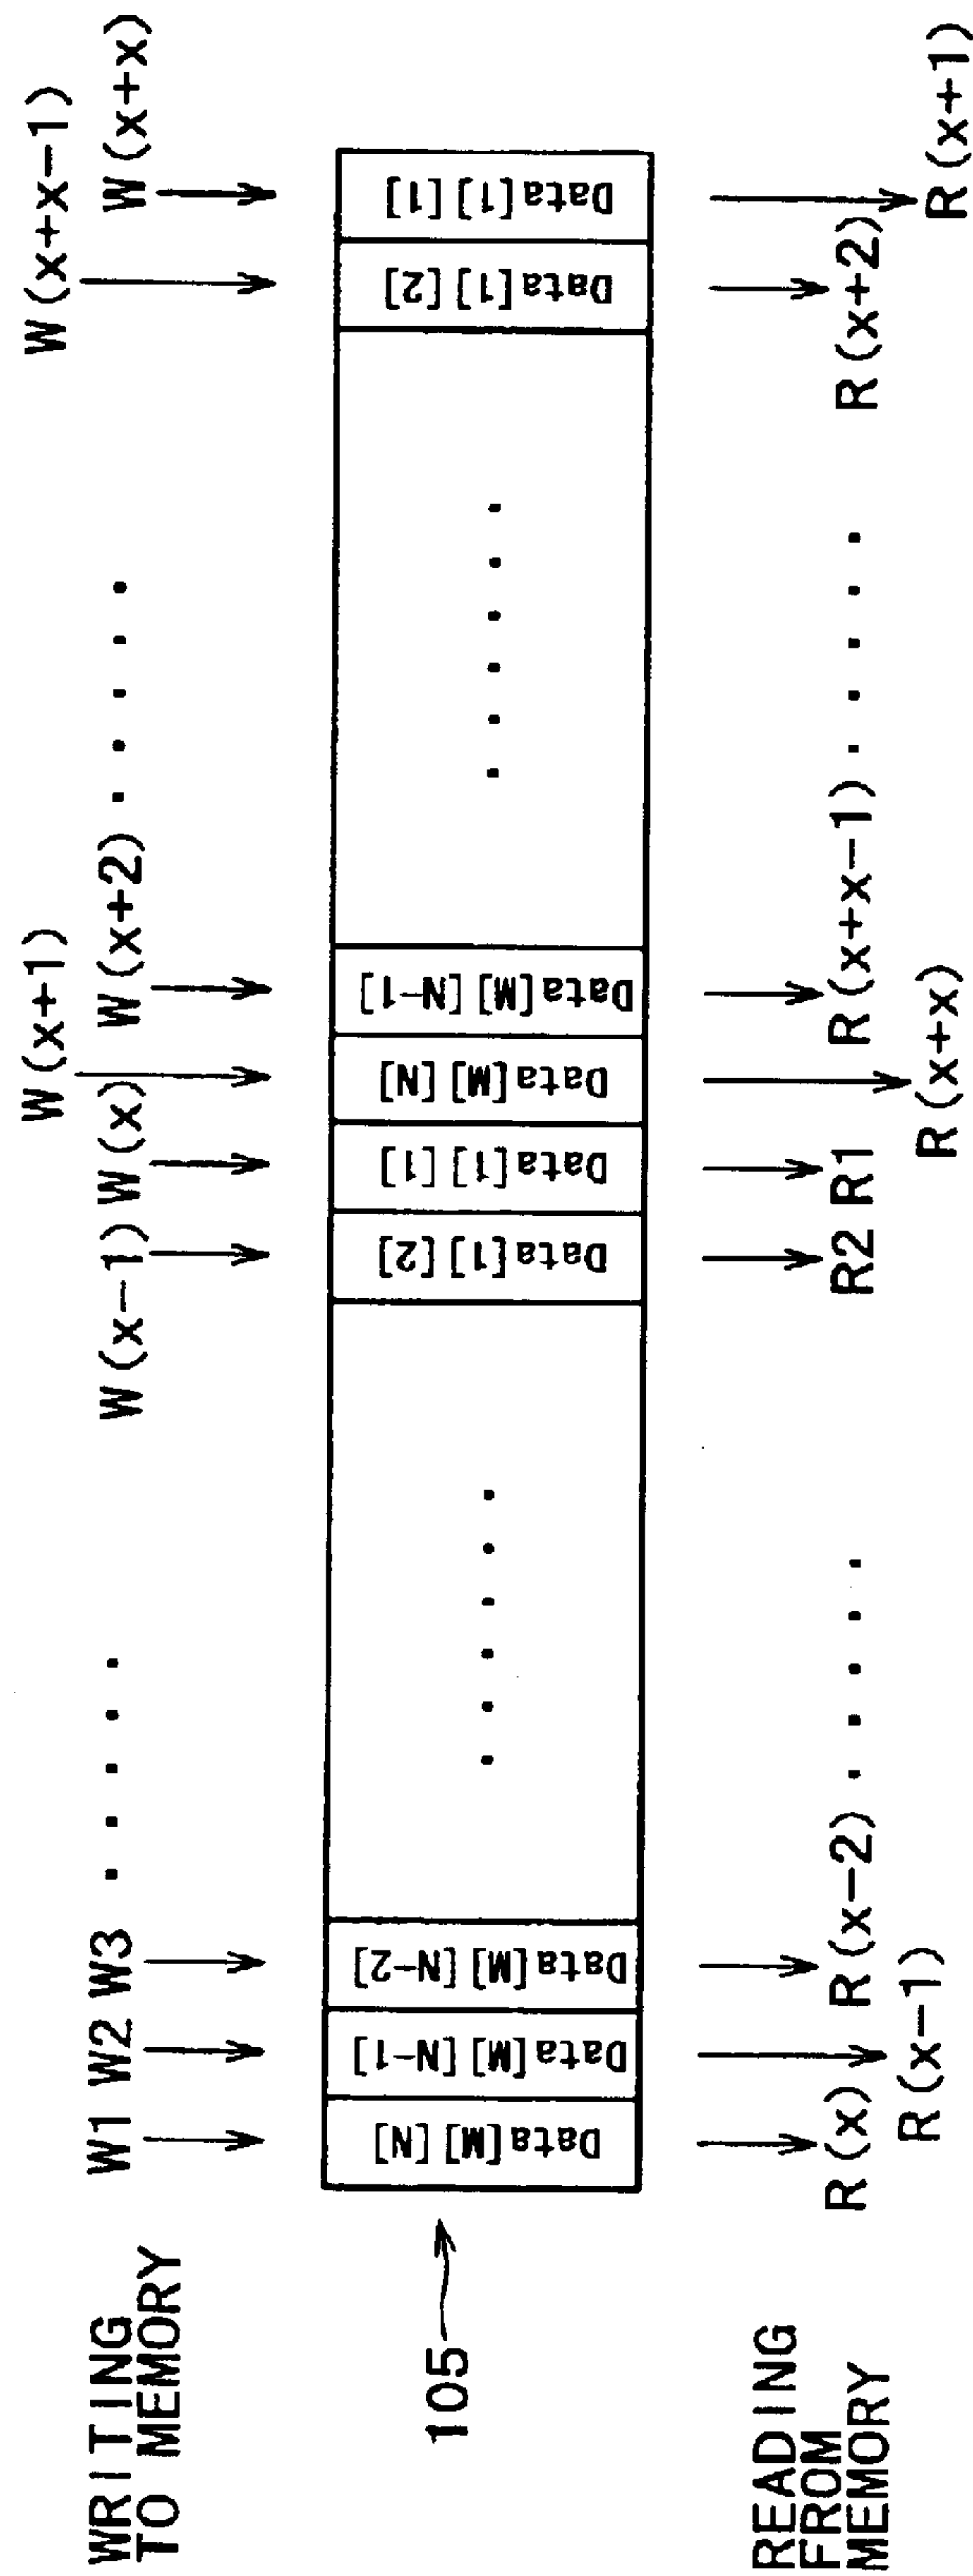 W(x+1) W(x+x-1)
WRITING TO MEMORY
W1 W2 W3 · · · · · W(x-1) W(x) W(x+2) · · · · · W(x+x)
105
Data[M][N] Data[M][N-1] Data[M][N-2] · · · · · · Data[1][2] Data[1][1] Data[M][N] Data[M][N-1] · · · · · · Data[1][2] Data[1][1]
READING FROM MEMORY
R(x) R(x-2) · · · · · R2 R1 R(x+x-1) · · · · · R(x+2)
R(x-1) R(x+x) R(x+1)